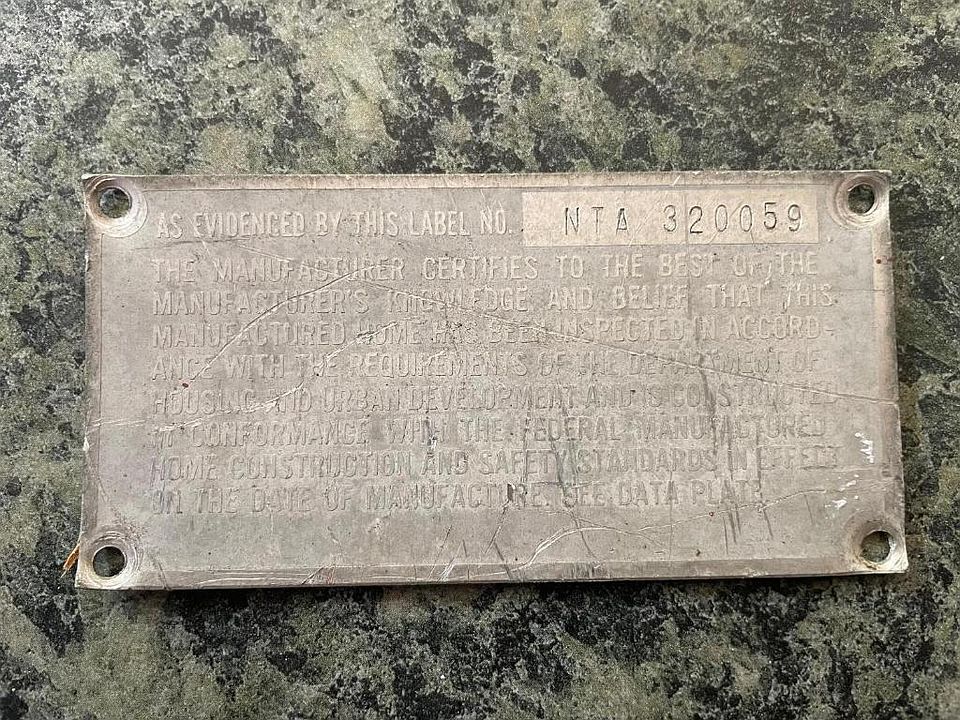 AS EVIDENCED BY THIS LABEL NO. NTA 320059
THE MANUFACTURER CERTIFIES TO THE BEST OF THE
MANUFACTURER'S KNOWLEDGE AND BELIEF THAT THIS
MANUFACTURED HOME HAS BEEN INSPECTED IN ACCORD-
ANCE WITH THE REQUIREMENTS OF THE DEPARTMENT OF
HOUSING AND URBAN DEVELOPMENT AND IS CONSTRUCTED
IN CONFORMANCE WITH THE FEDERAL MANUFACTURED
HOME CONSTRUCTION AND SAFETY STANDARDS IN EFFECT
ON THE DATE OF MANUFACTURE. SEE DATA PLATE.